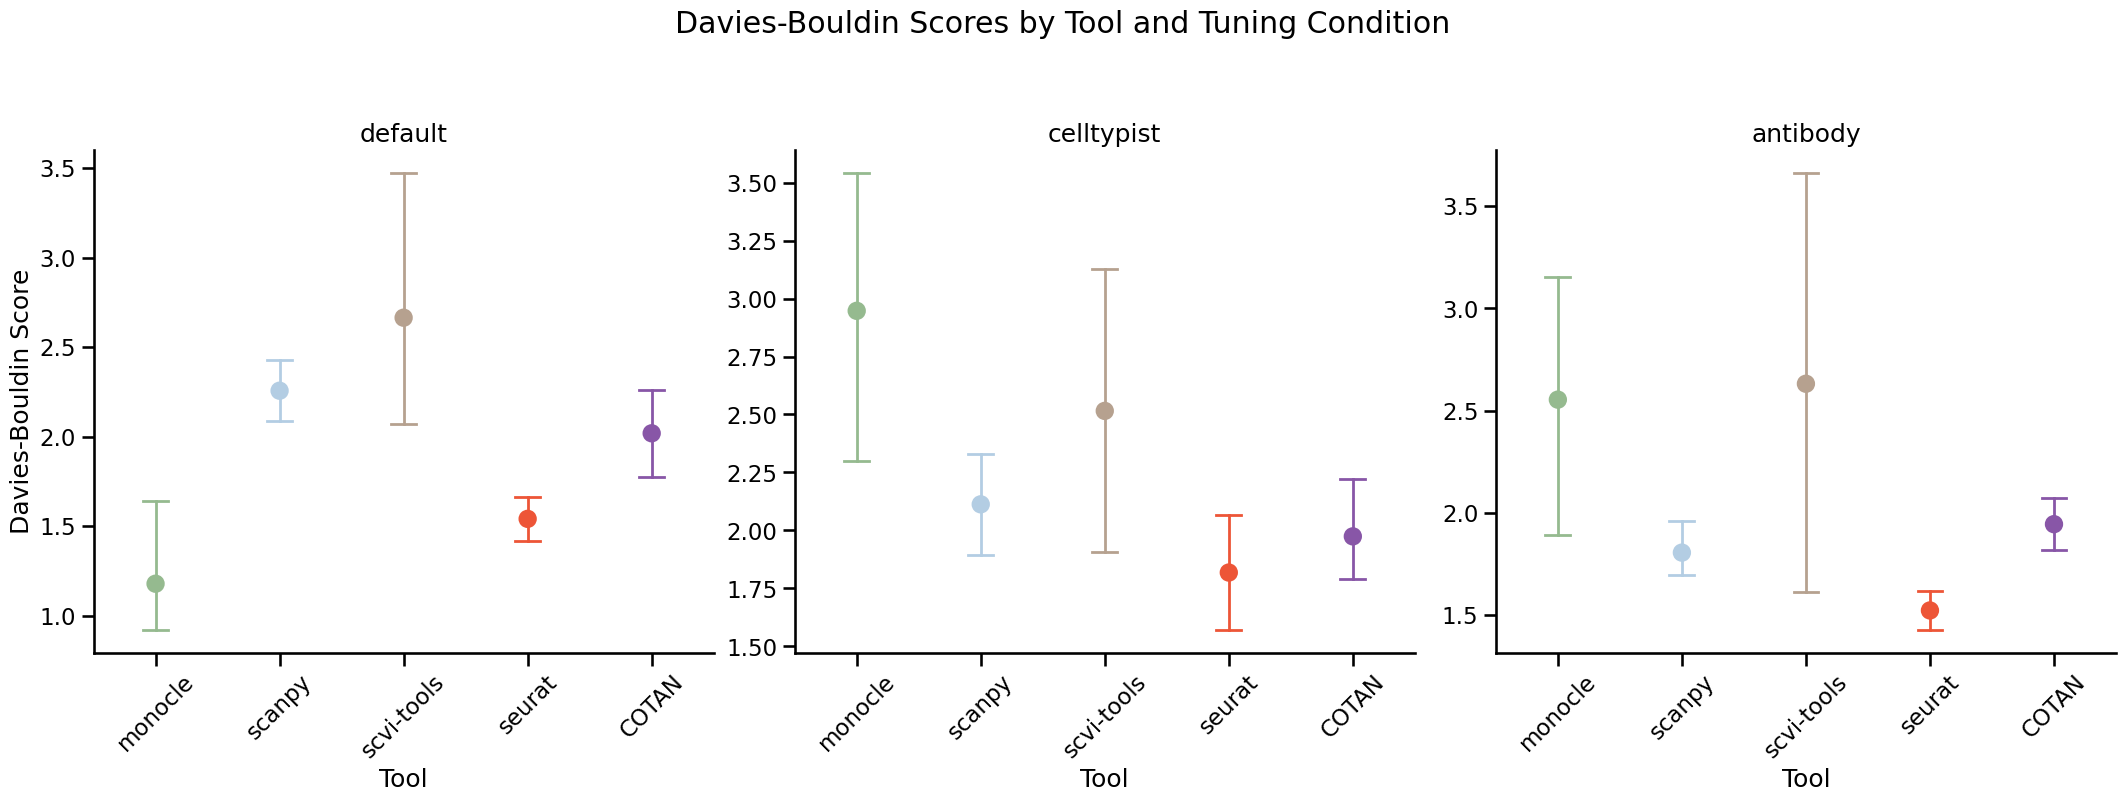 Davies-Bouldin Scores by Tool and Tuning Condition
default
Davies-Bouldin Score
3.5
3.0
2.5
2.0
1.5
1.0
monocle
scanpy
scvi-tools
seurat
COTAN
Tool
celltypist
3.50
3.25
3.00
2.75
2.50
2.25
2.00
1.75
1.50
monocle
scanpy
scvi-tools
seurat
COTAN
Tool
antibody
3.5
3.0
2.5
2.0
1.5
monocle
scanpy
scvi-tools
seurat
COTAN
Tool